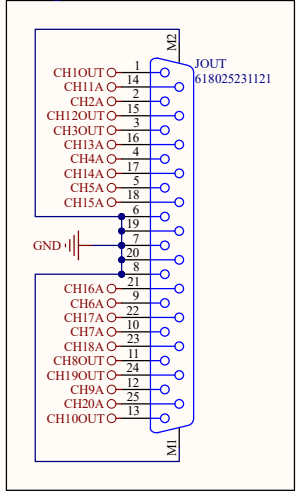 M2
JOUT
618025231121
CH1OUT 1
CH11A 14
CH2A 2
CH12OUT 15
CH3OUT 3
CH13A 16
CH4A 4
CH14A 17
CH5A 5
CH15A 18
6
19
GND 7
20
8
CH16A 21
CH6A 9
CH17A 22
CH7A 10
CH18A 23
CH8OUT 11
CH19OUT 24
CH9A 12
CH20A 25
CH10OUT 13
M1